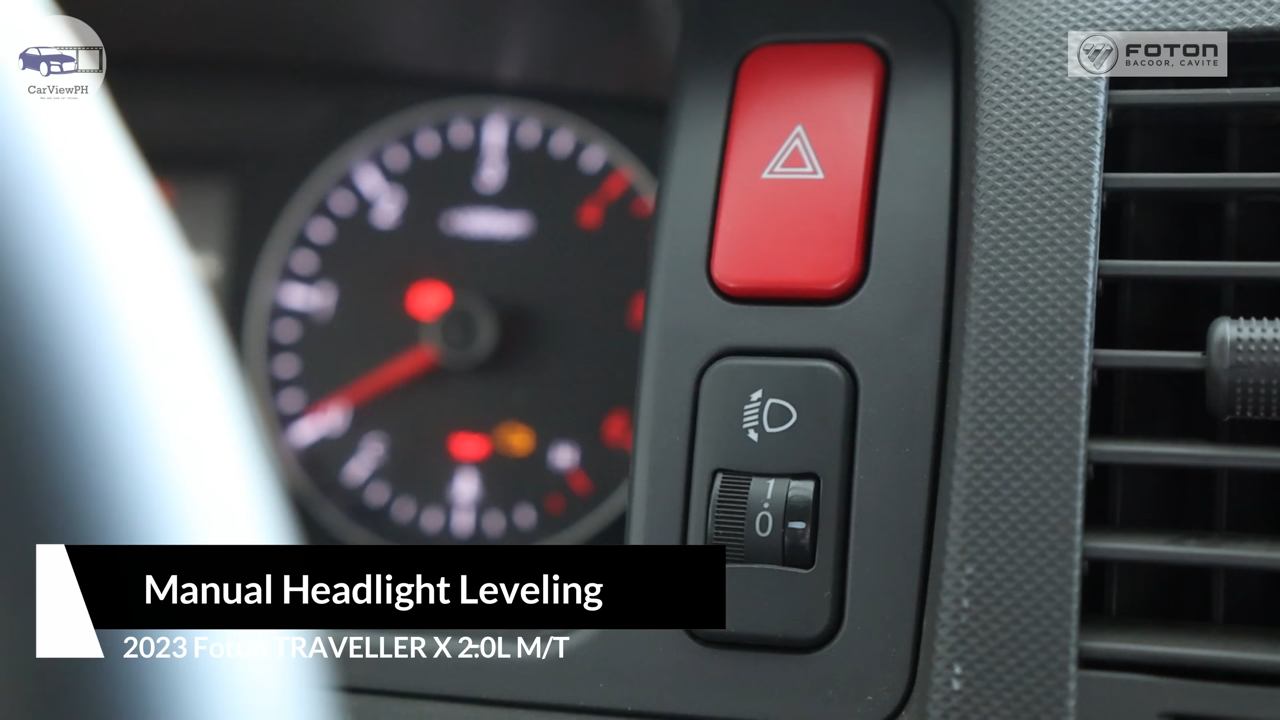 CarViewPH
FOTON
BACOOR, CAVITE
1
0
Manual Headlight Leveling
2023 Foton TRAVELLER X 2.0L M/T